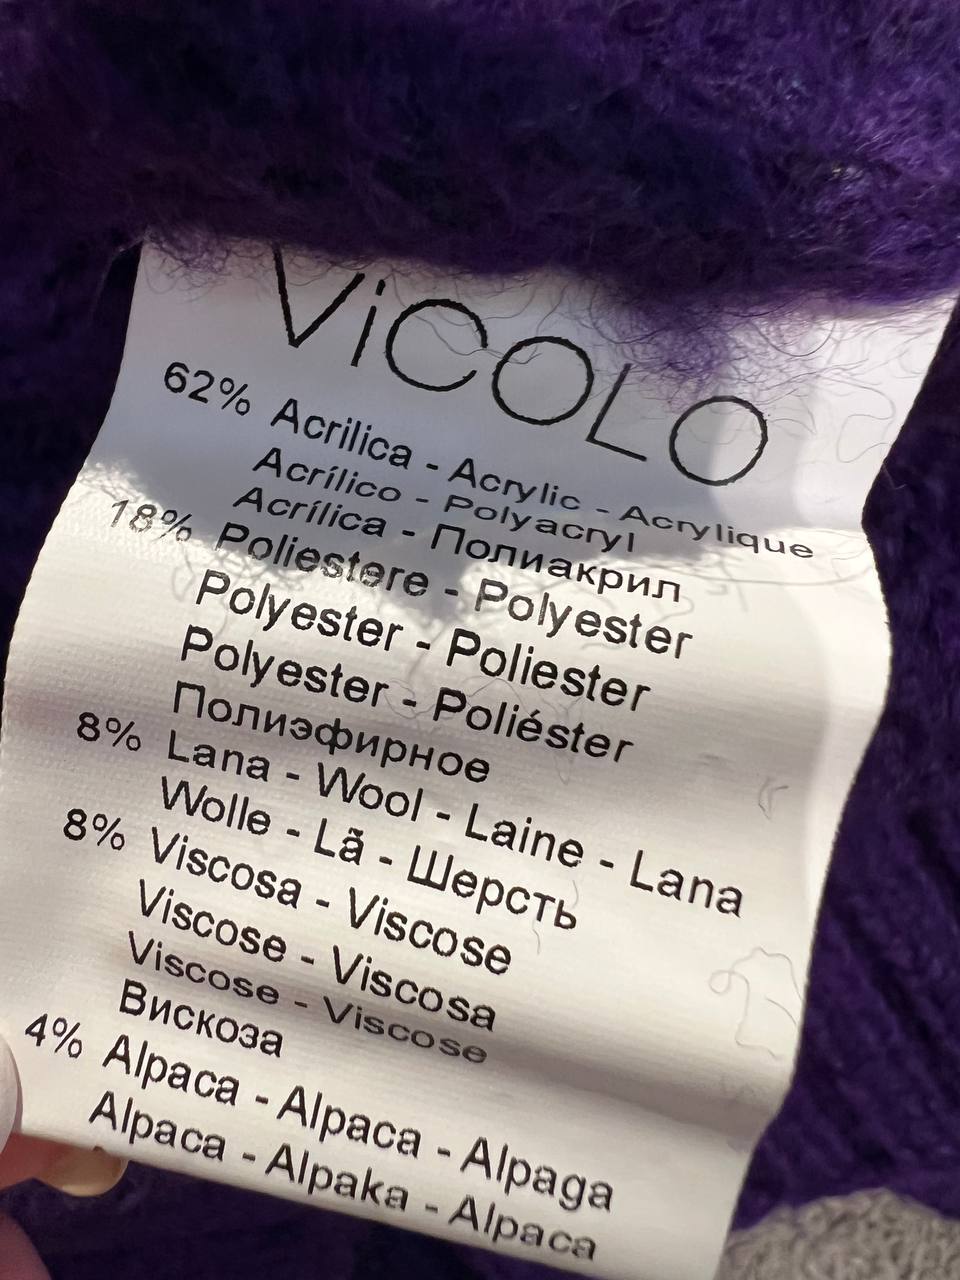 ViCOLO
62% Acrilica - Acrylic - Acrylique
Acrílico - Polyacryl
Acrílica - Полиакрил
18% Poliestere - Polyester
Polyester - Poliester
Polyester - Poliéster
Полиэфирное
8% Lana - Wool - Laine - Lana
Wolle - Lã - Шерсть
8% Viscosa - Viscose
Viscose - Viscosa
Viscose - Viscose
Вискоза
4% Alpaca - Alpaca - Alpaga
Alpaca - Alpaka - Alpaca